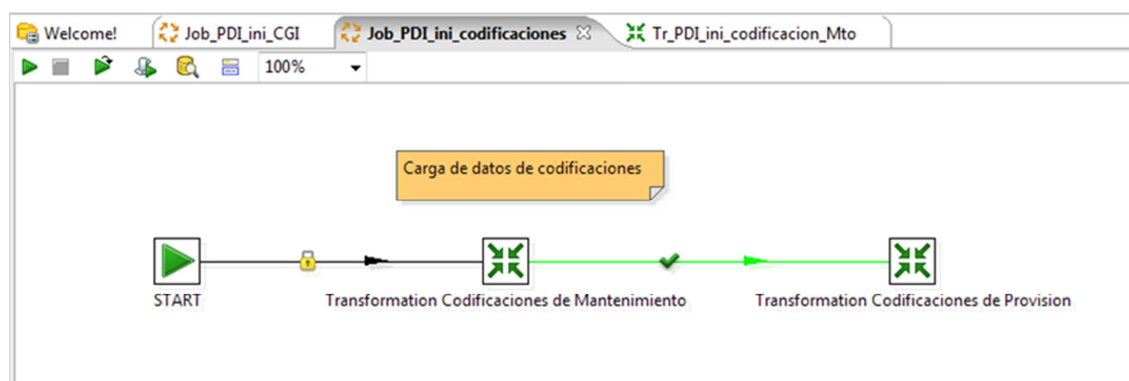 Welcome! Job_PDI_ini_CGI Job_PDI_ini_codificaciones Tr_PDI_ini_codificacion_Mto
100%
Carga de datos de codificaciones
START Transformation Codificaciones de Mantenimiento Transformation Codificaciones de Provision